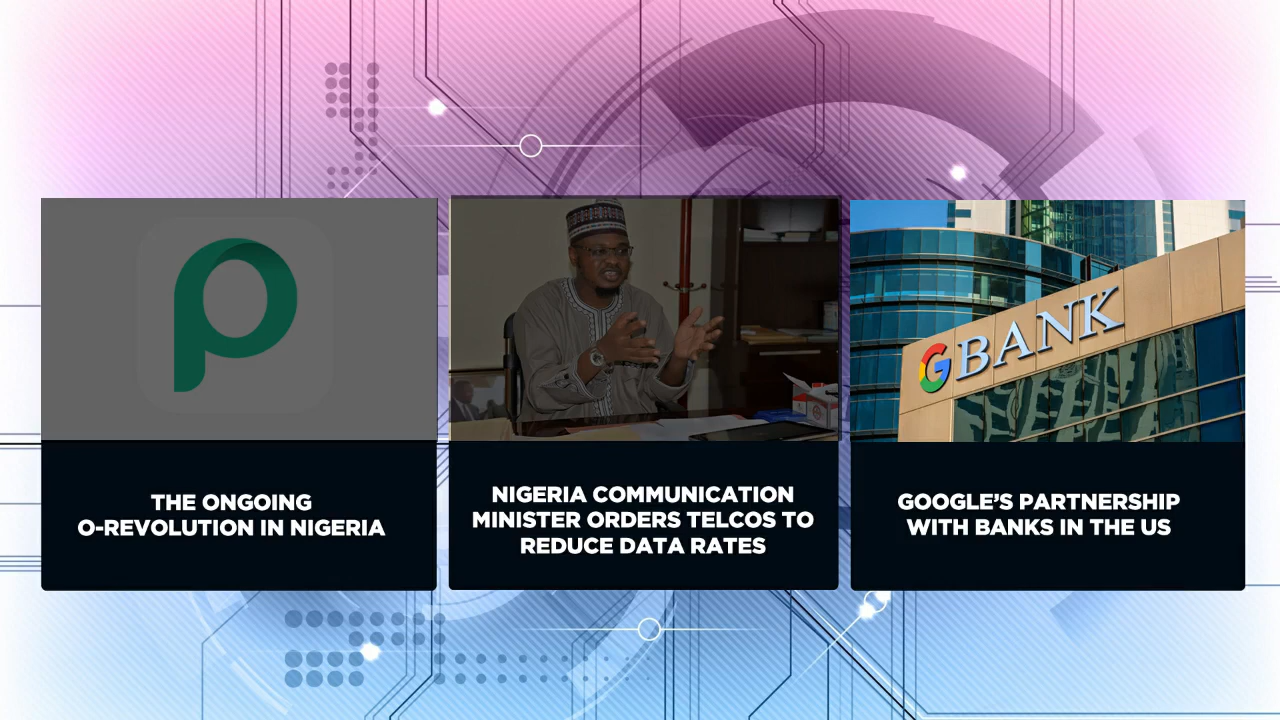 THE ONGOING
O-REVOLUTION IN NIGERIA
NIGERIA COMMUNICATION
MINISTER ORDERS TELCOS TO
REDUCE DATA RATES
GBANK
GOOGLE'S PARTNERSHIP
WITH BANKS IN THE US